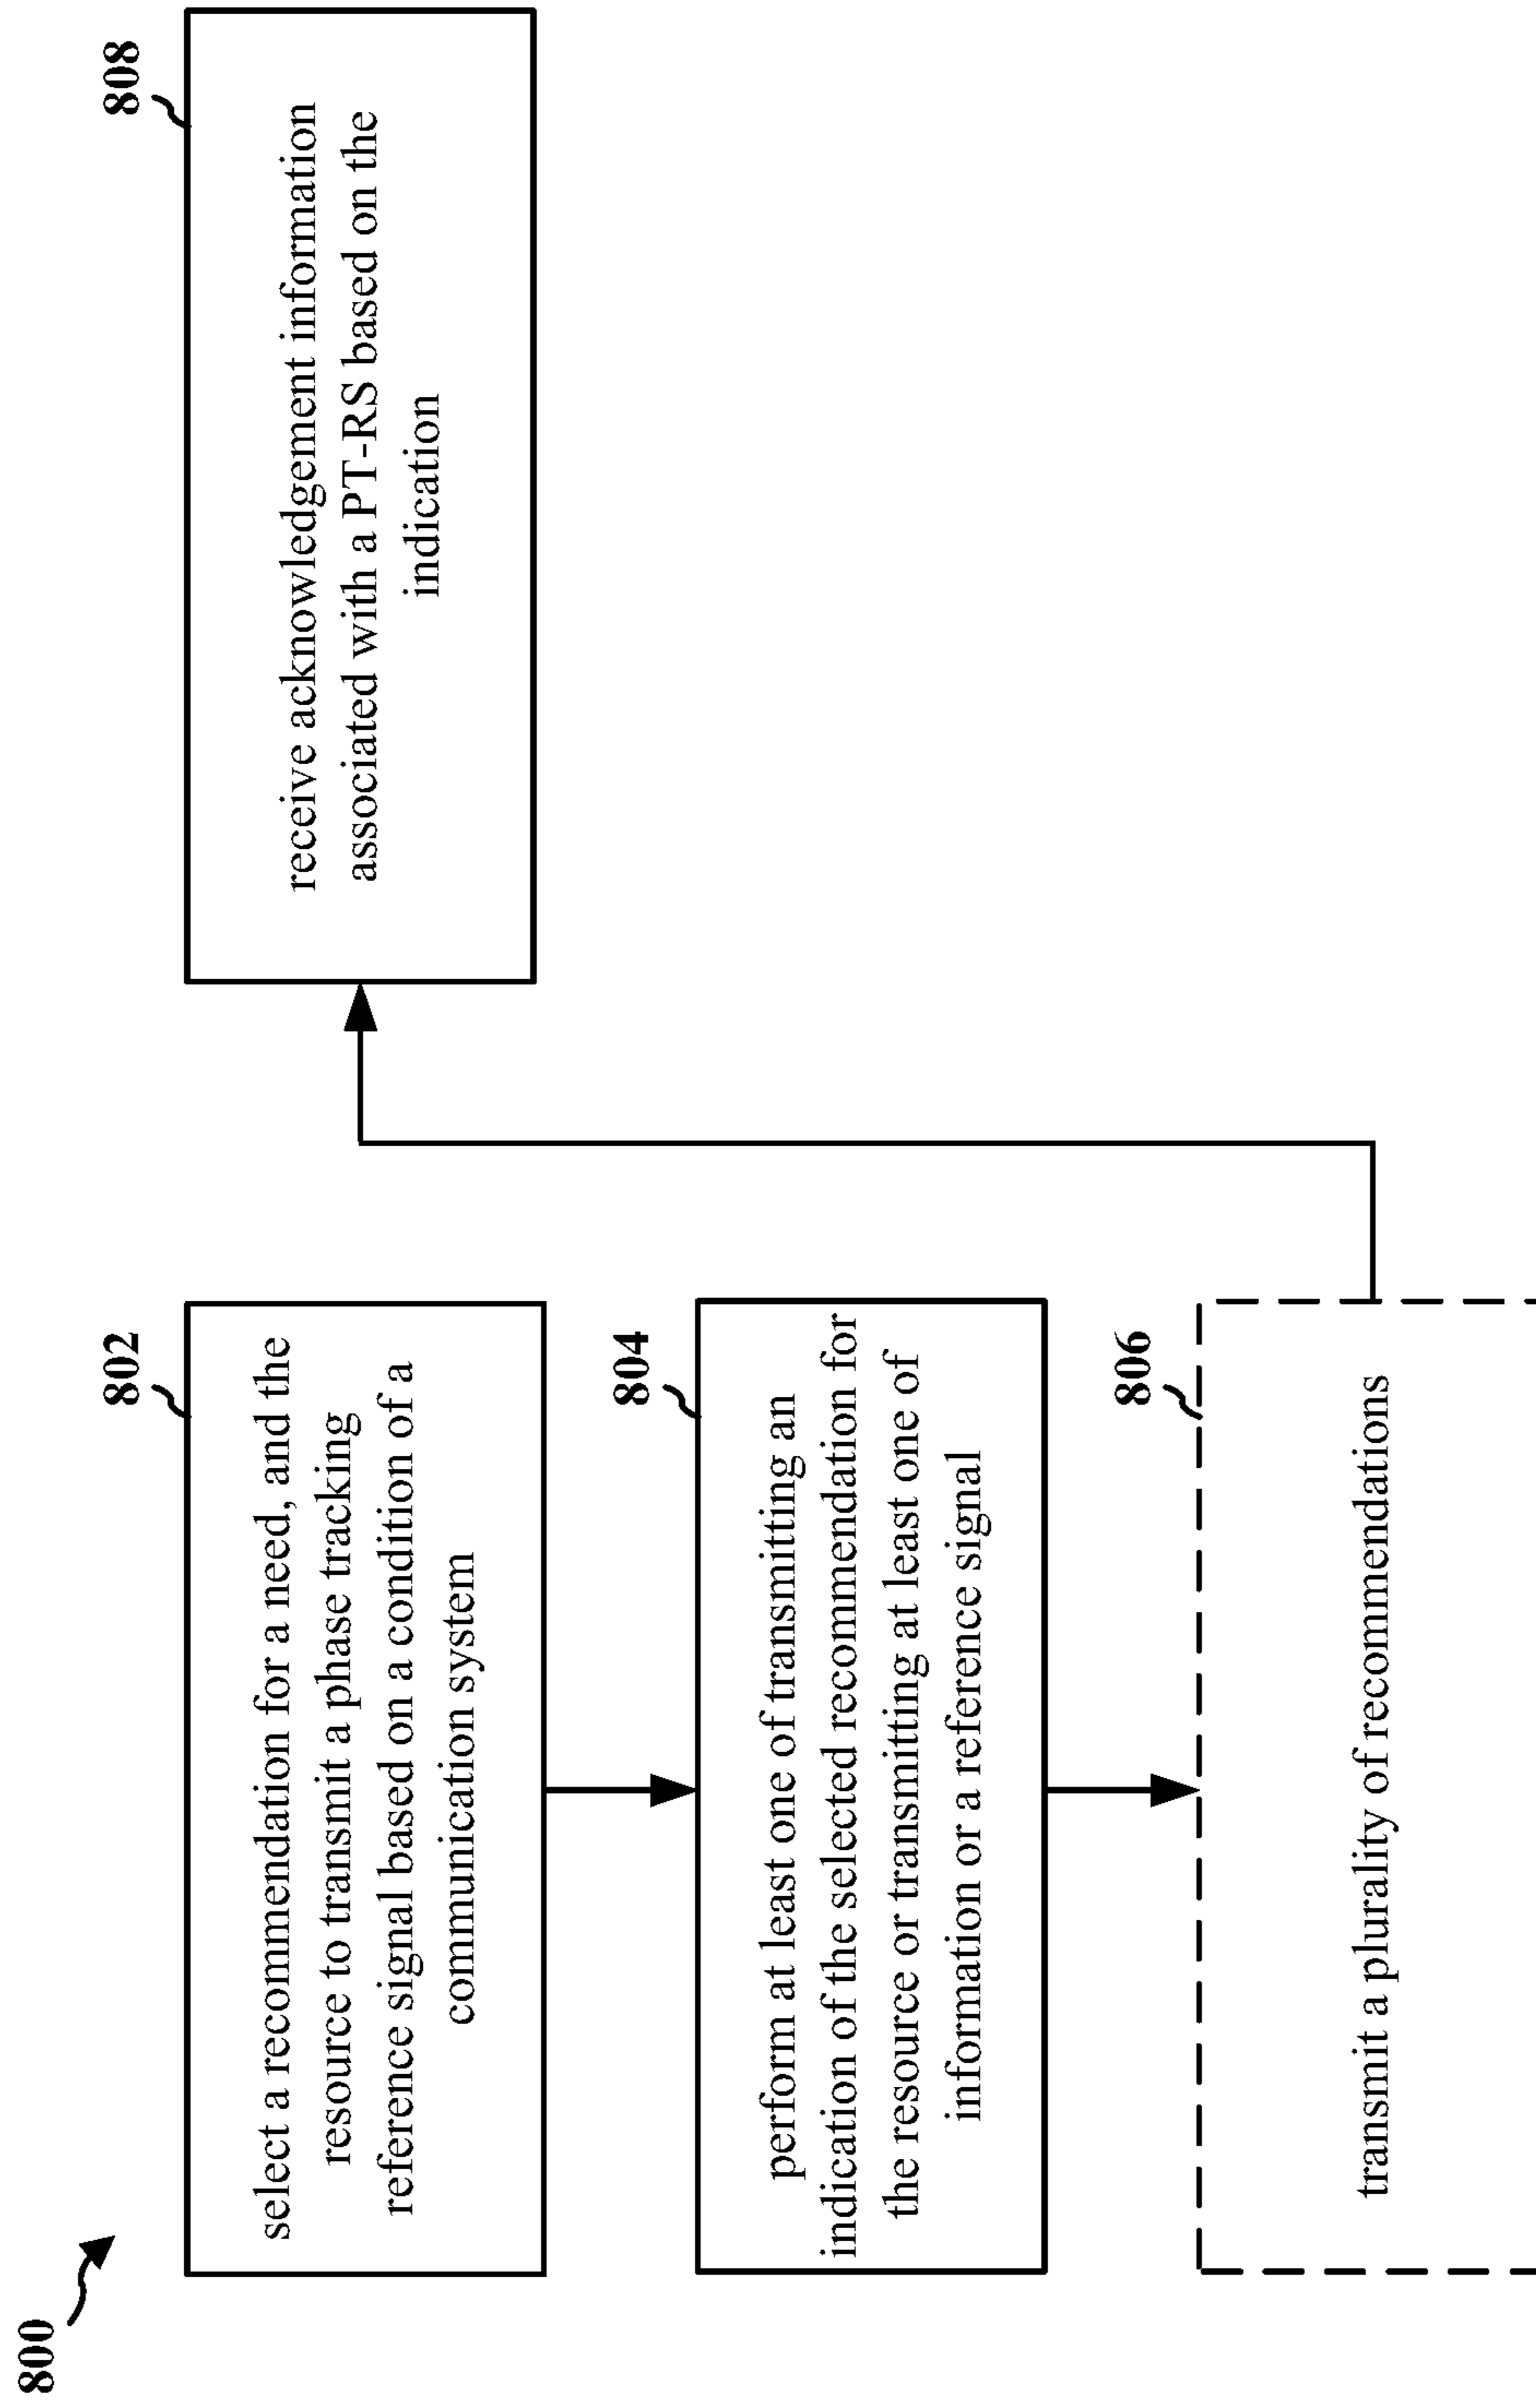 800
802
select a recommendation for a need, and the
resource to transmit a phase tracking
reference signal based on a condition of a
communication system
804
perform at least one of transmitting an
indication of the selected recommendation for
the resource or transmitting at least one of
information or a reference signal
806
transmit a plurality of recommendations
808
receive acknowledgement information
associated with a PT-RS based on the
indication